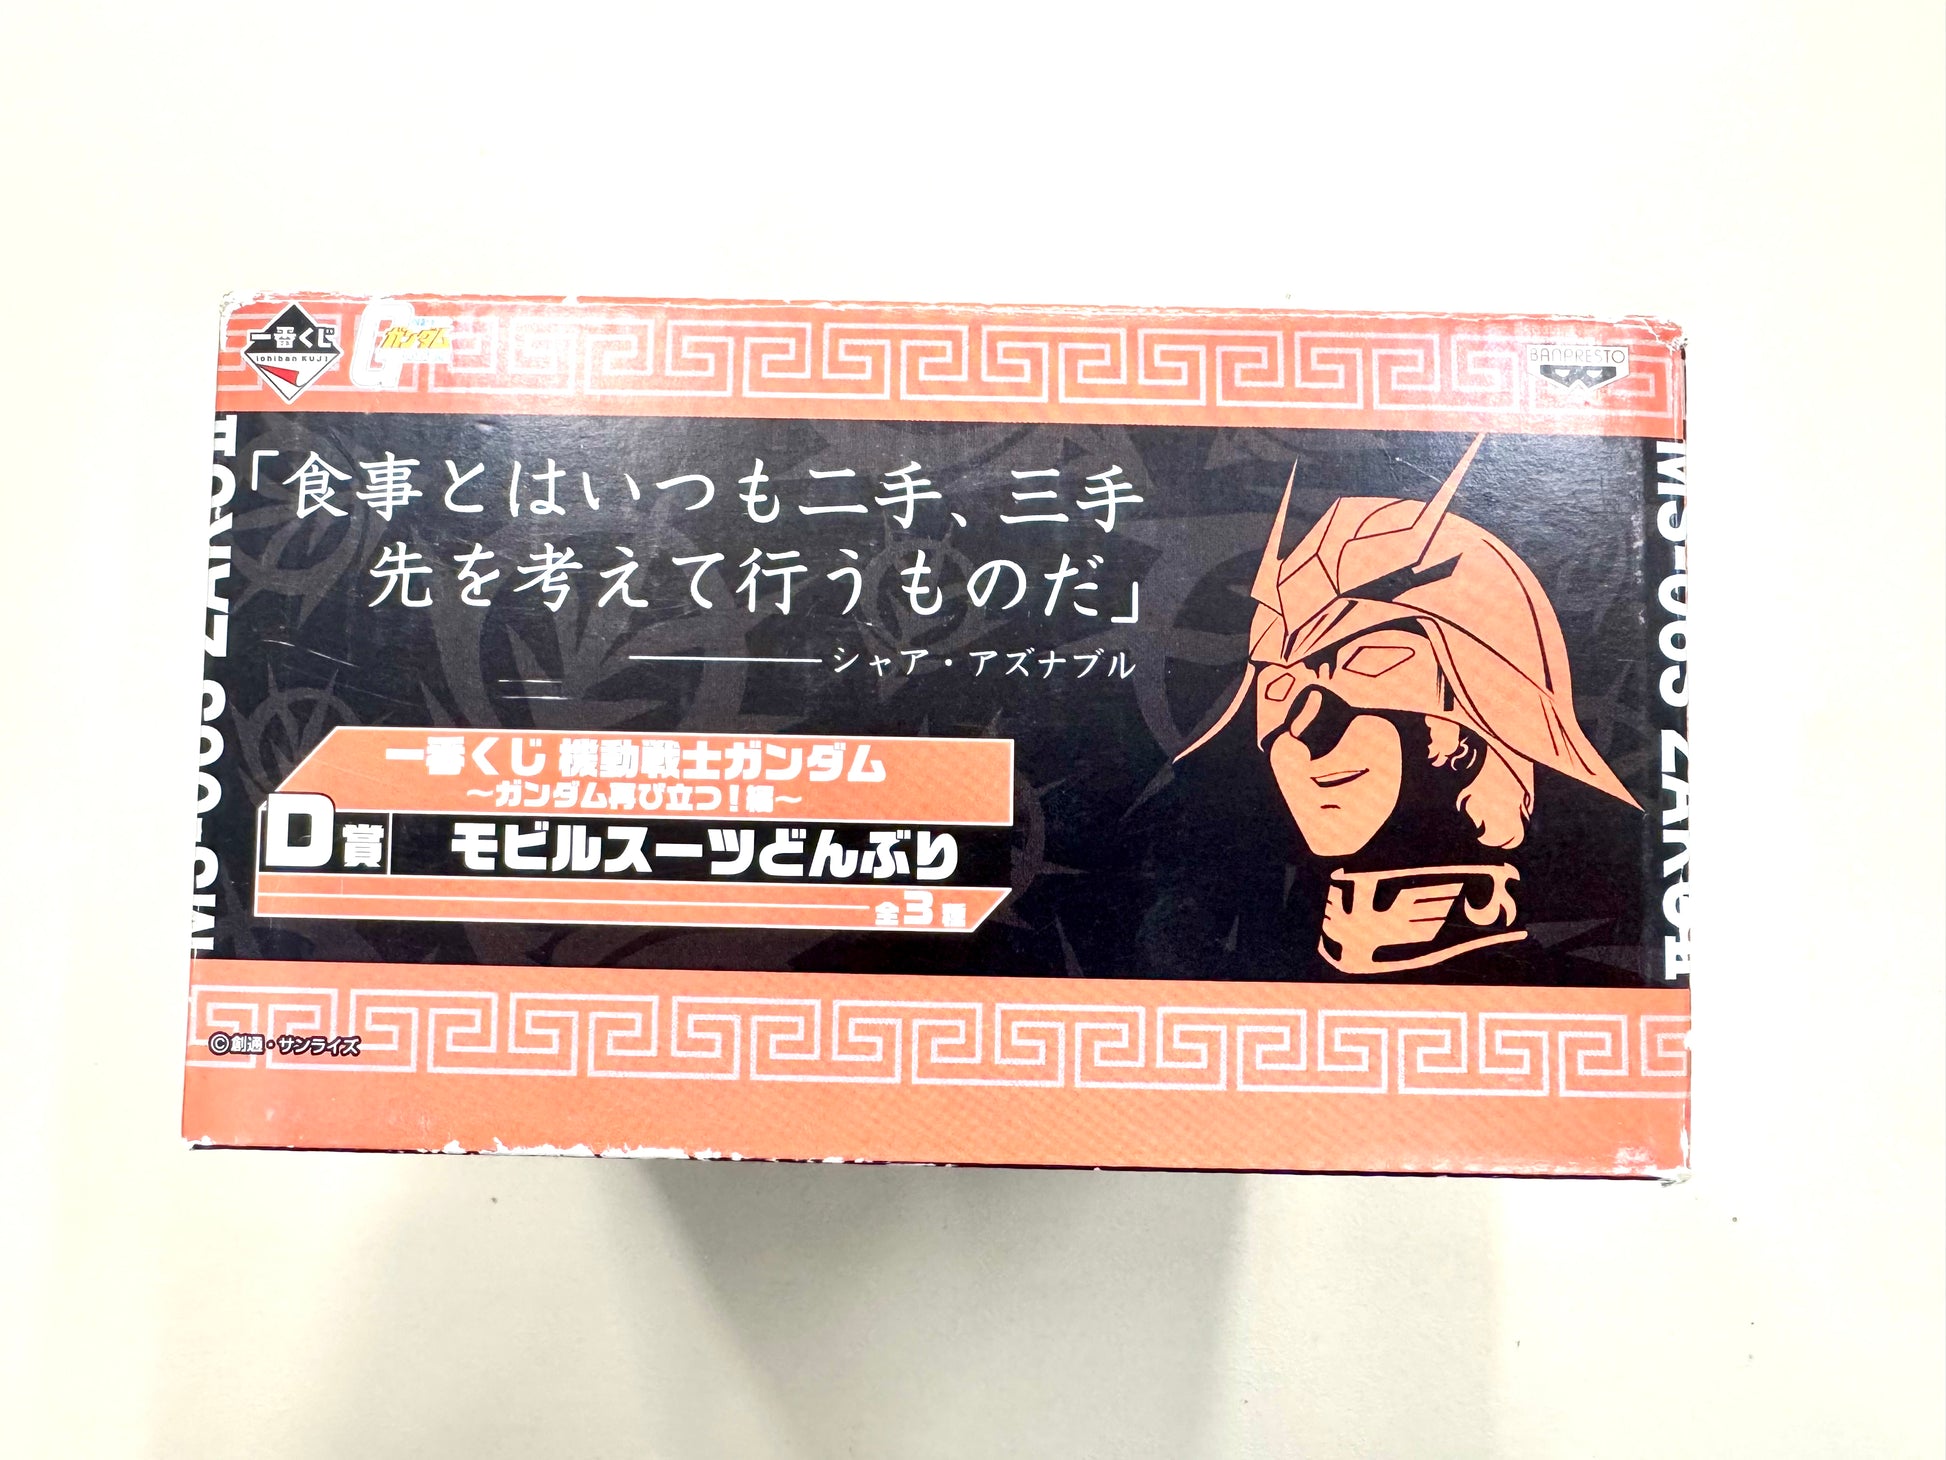 一番くじ
Ichiban KUJI
ガンダム
BANPRESTO
「食事とはいつも二手、三手
先を考えて行うものだ」
シャア・アズナブル
一番くじ 機動戦士ガンダム
～ガンダム再び立つ!編～
D賞 モビルスーツどんぶり
全3種
©創通・サンライズ
MS-06S ZAKUII
MS-06S ZAKUII